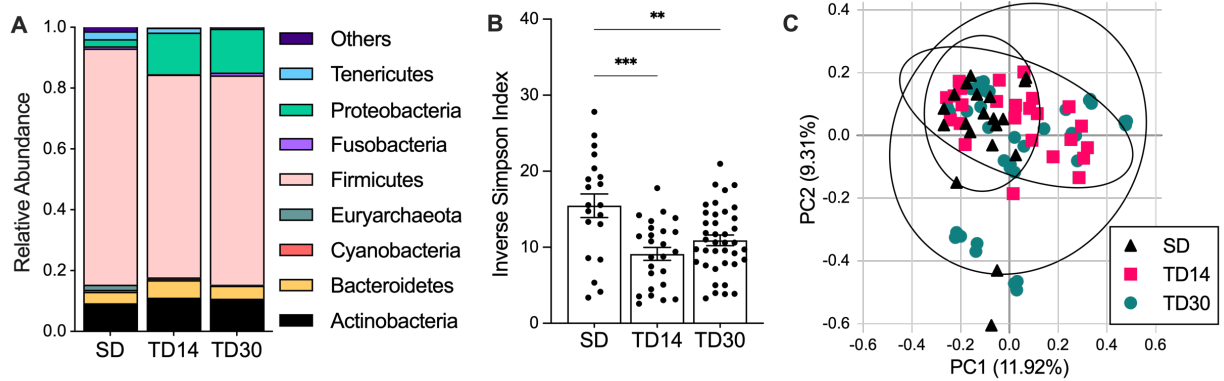 A
Relative Abundance
1.0
0.8
0.6
0.4
0.2
0.0
SD TD14 TD30
Others
Tenericutes
Proteobacteria
Fusobacteria
Firmicutes
Euryarchaeota
Cyanobacteria
Bacteroidetes
Actinobacteria
B
Inverse Simpson Index
40
30
20
10
0
**
***
SD TD14 TD30
C
PC2 (9.31%)
0.4
0.2
0.0
-0.2
-0.4
-0.6
-0.6 -0.4 -0.2 0.0 0.2 0.4 0.6
PC1 (11.92%)
SD
TD14
TD30